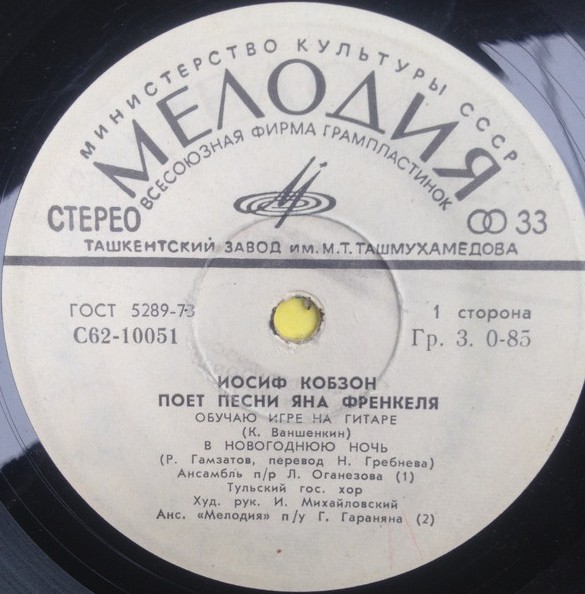 МИНИСТЕРСТВО КУЛЬТУРЫ СССР
МЕЛОДИЯ
ВСЕСОЮЗНАЯ ФИРМА ГРАМПЛАСТИНОК
СТЕРЕО
33
ТАШКЕНТСКИЙ ЗАВОД ИМ. М.Т. ТАШМУХАМЕДОВА
ГОСТ 5289-73
1 сторона
С62-10051
Гр. 3. 0-85
ИОСИФ КОБЗОН
ПОЕТ ПЕСНИ ЯНА ФРЕНКЕЛЯ
ОБУЧАЮ ИГРЕ НА ГИТАРЕ
(К. Ваншенкин)
В НОВОГОДНЮЮ НОЧЬ
(Р. Гамзатов, перевод Н. Гребнева)
Ансамбль п/р Л. Оганезова (1)
Тульский гос. хор
Худ. рук. И. Михайловский
Анс. «Мелодия» п/у Г. Гараняна (2)